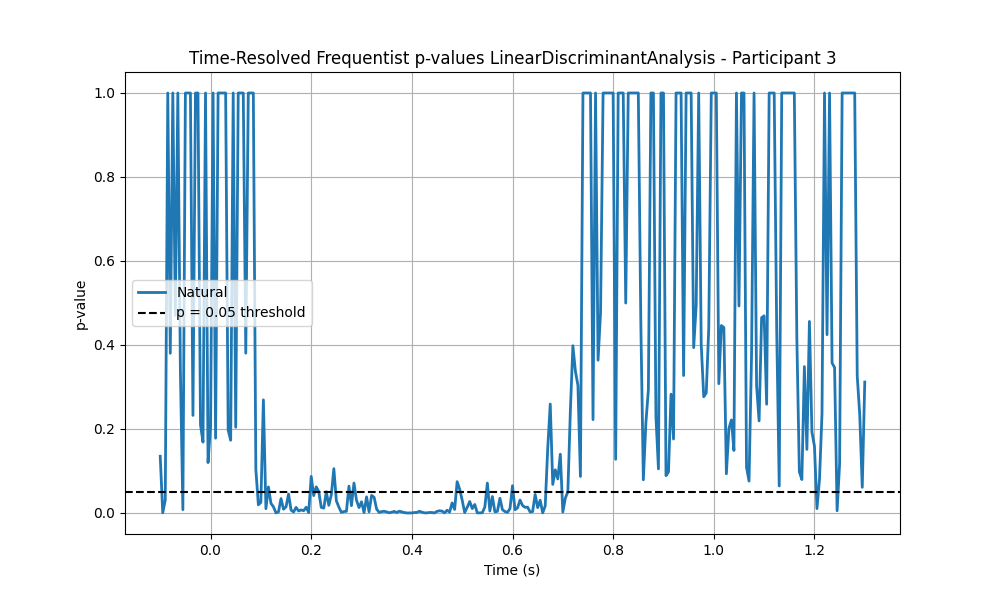 Time-Resolved Frequentist p-values LinearDiscriminantAnalysis - Participant 3
1.0
0.8
0.6
0.4
0.2
0.0
p-value
Natural
p = 0.05 threshold
0.0 0.2 0.4 0.6 0.8 1.0 1.2
Time (s)